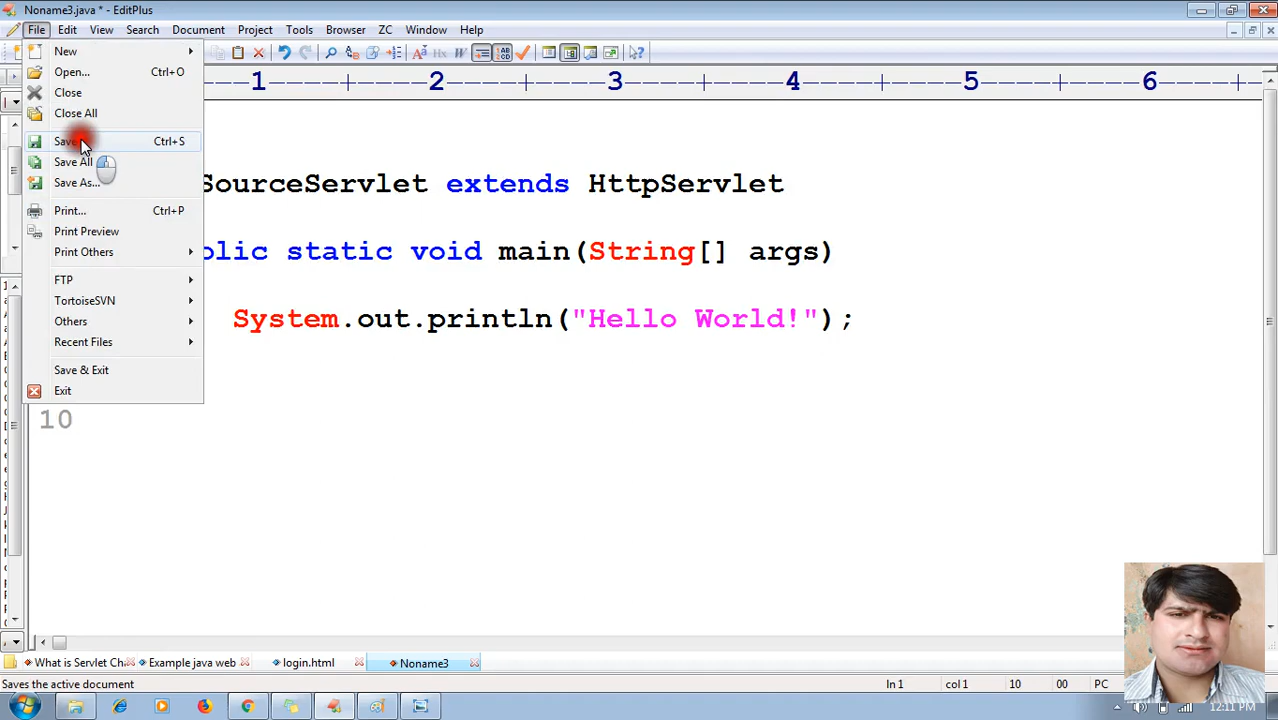 Noname3.java * - EditPlus
File Edit View Search Document Project Tools Browser ZC Window Help
New
Open... Ctrl+O
Close
Close All
Save Ctrl+S
Save All
Save As...
Print... Ctrl+P
Print Preview
Print Others
FTP
TortoiseSVN
Others
Recent Files
Save & Exit
Exit
1 2 3 4 5 6
SourceServlet extends HttpServlet
blic static void main(String[] args)
System.out.println("Hello World!");
10
What is Servlet Ch Example java web login.html Noname3
Saves the active document In 1 col 1 10 00 PC
12:11 PM